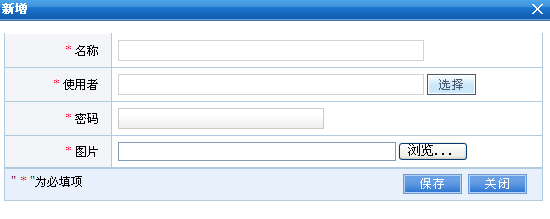 新增
* 名称
* 使用者 选择
* 密码
* 图片 浏览...
" * "为必填项 保存 关闭